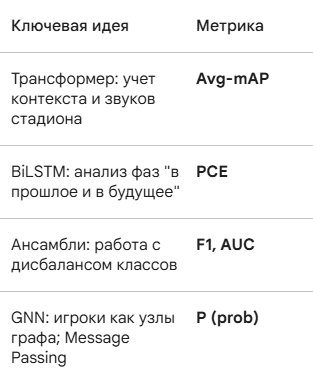 Ключевая идея Метрика
Трансформер: учет Avg-mAP
контекста и звуков
стадиона
BiLSTM: анализ фаз "в PCE
прошлое и в будущее"
Ансамбли: работа с F1, AUC
дисбалансом классов
GNN: игроки как узлы P (prob)
графа; Message
Passing